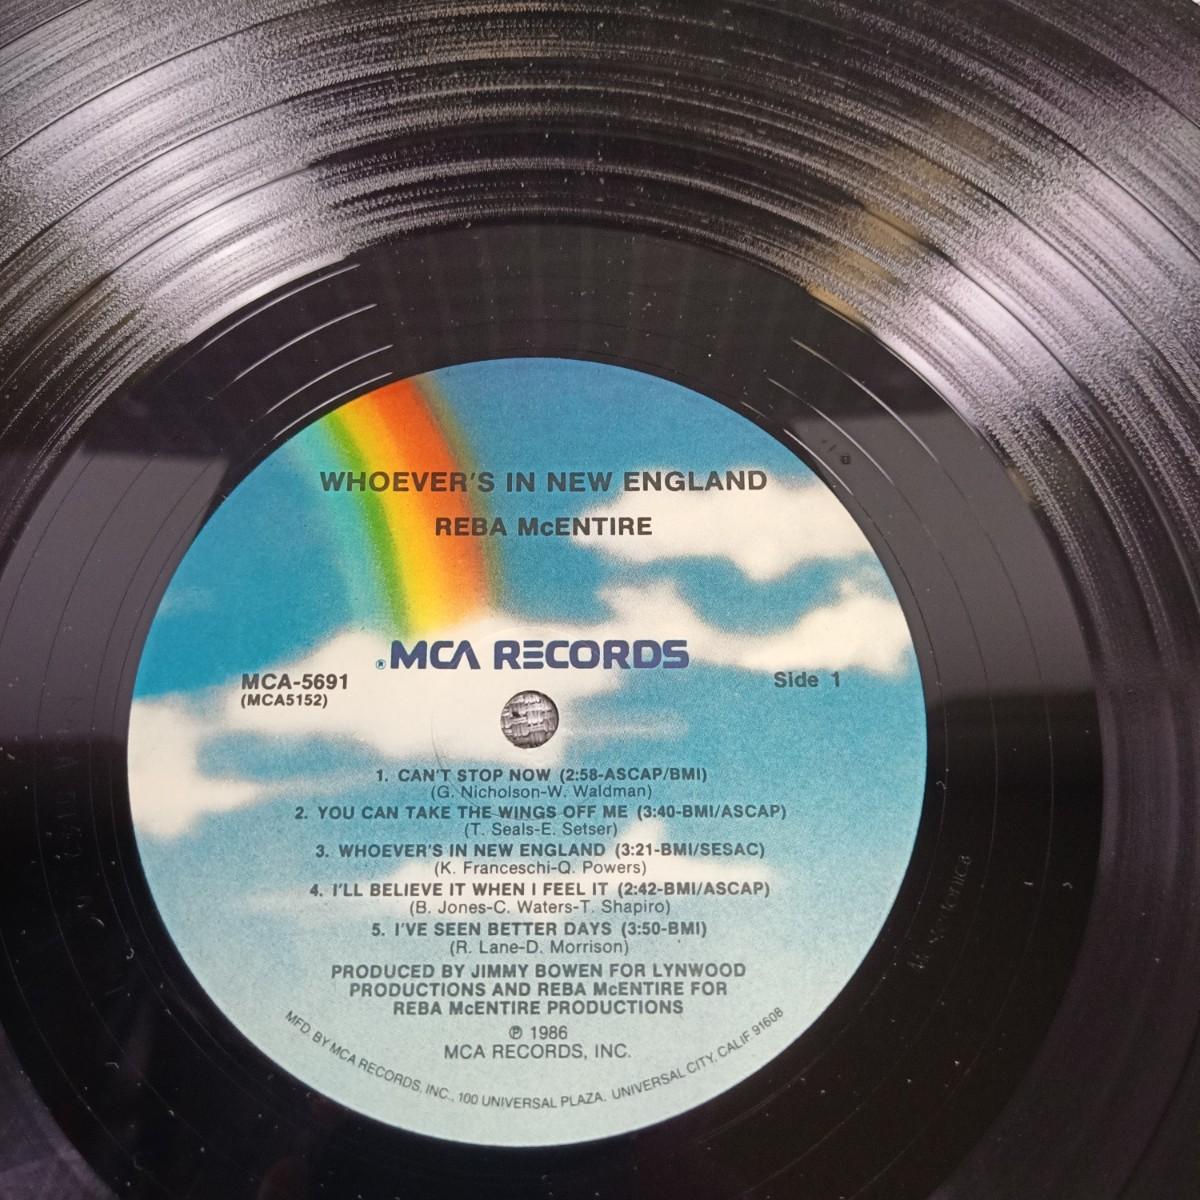 WHOEVER'S IN NEW ENGLAND
REBA McENTIRE
®MCA RECORDS
MCA-5691
(MCA5152)
Side 1
1. CAN'T STOP NOW (2:58-ASCAP/BMI)
(G. Nicholson-W. Waldman)
2. YOU CAN TAKE THE WINGS OFF ME (3:40-BMI/ASCAP)
(T. Seals-E. Setser)
3. WHOEVER'S IN NEW ENGLAND (3:21-BMI/SESAC)
(K. Franceschi-Q. Powers)
4. I'LL BELIEVE IT WHEN I FEEL IT (2:42-BMI/ASCAP)
(B. Jones-C. Waters-T. Shapiro)
5. I'VE SEEN BETTER DAYS (3:50-BMI)
(R. Lane-D. Morrison)
PRODUCED BY JIMMY BOWEN FOR LYNWOOD
PRODUCTIONS AND REBA McENTIRE FOR
REBA McENTIRE PRODUCTIONS
℗ 1986
MCA RECORDS, INC.
MFD. BY MCA RECORDS, INC., 100 UNIVERSAL PLAZA. UNIVERSAL CITY, CALIF 91608